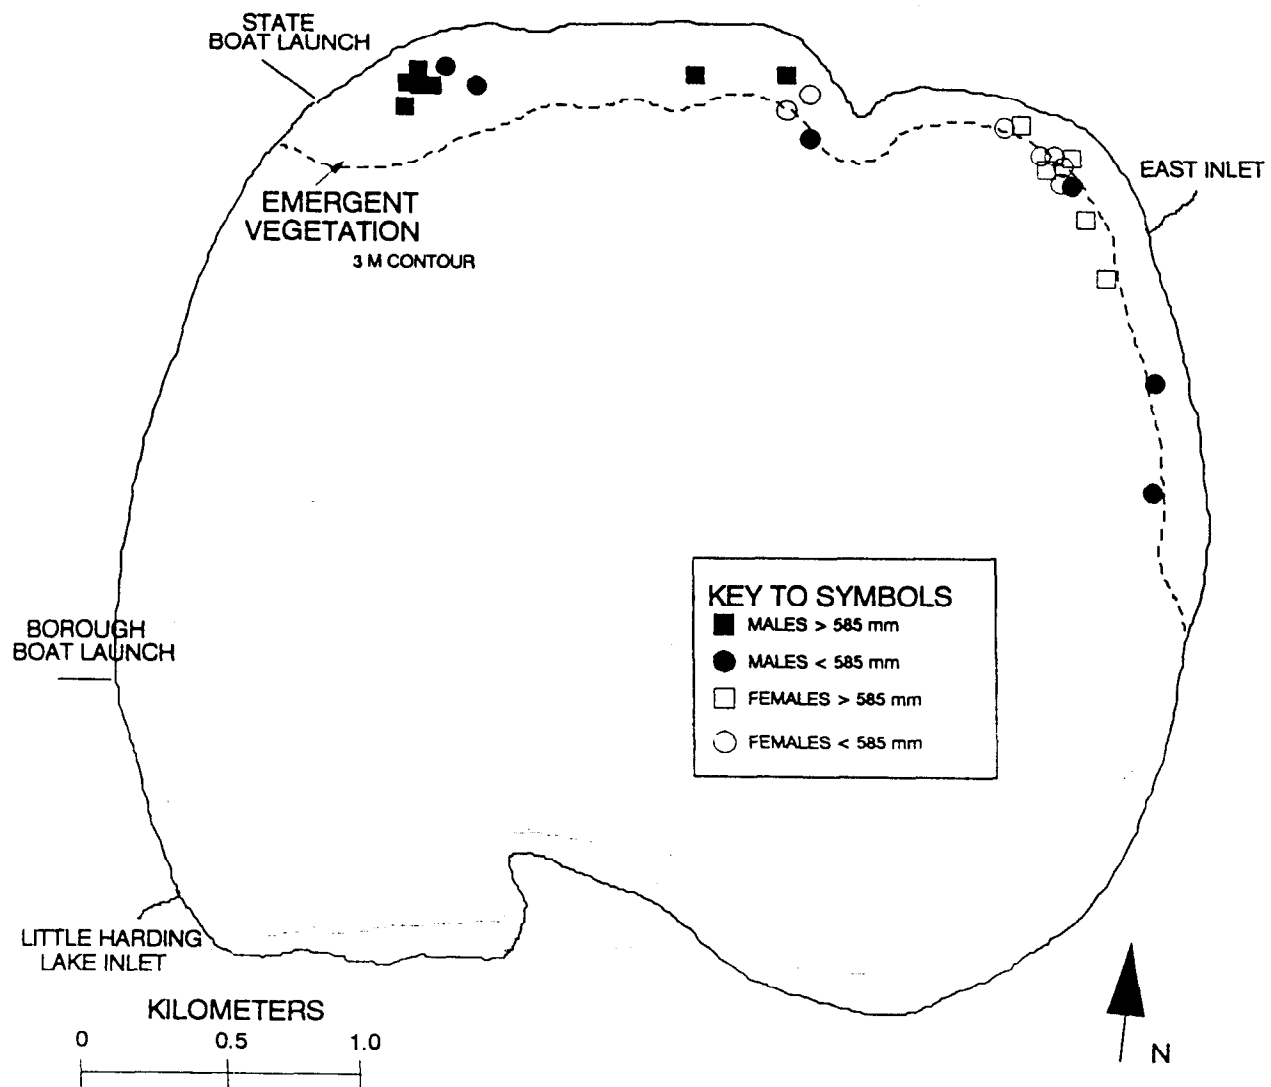 STATE
BOAT LAUNCH
EAST INLET
EMERGENT
VEGETATION
3 M CONTOUR
KEY TO SYMBOLS
MALES > 585 mm
MALES < 585 mm
FEMALES > 585 mm
FEMALES < 585 mm
BOROUGH
BOAT LAUNCH
LITTLE HARDING
LAKE INLET
KILOMETERS
0 0.5 1.0
N